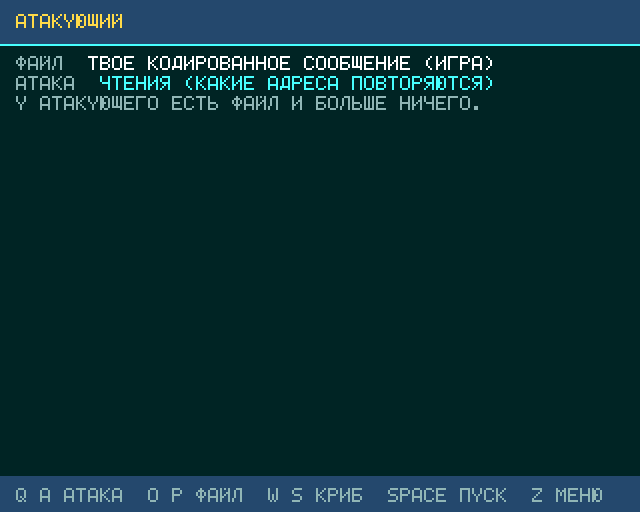 АТАКУЮЩИЙ
ФАЙЛ ТВОЕ КОДИРОВАННОЕ СООБЩЕНИЕ (ИГРА)
АТАКА ЧТЕНИЯ (КАКИЕ АДРЕСА ПОВТОРЯЮТСЯ)
У АТАКУЮЩЕГО ЕСТЬ ФАЙЛ И БОЛЬШЕ НИЧЕГО.
Q A АТАКА O P ФАЙЛ W S КРИБ SPACE ПУСК Z МЕНЮ